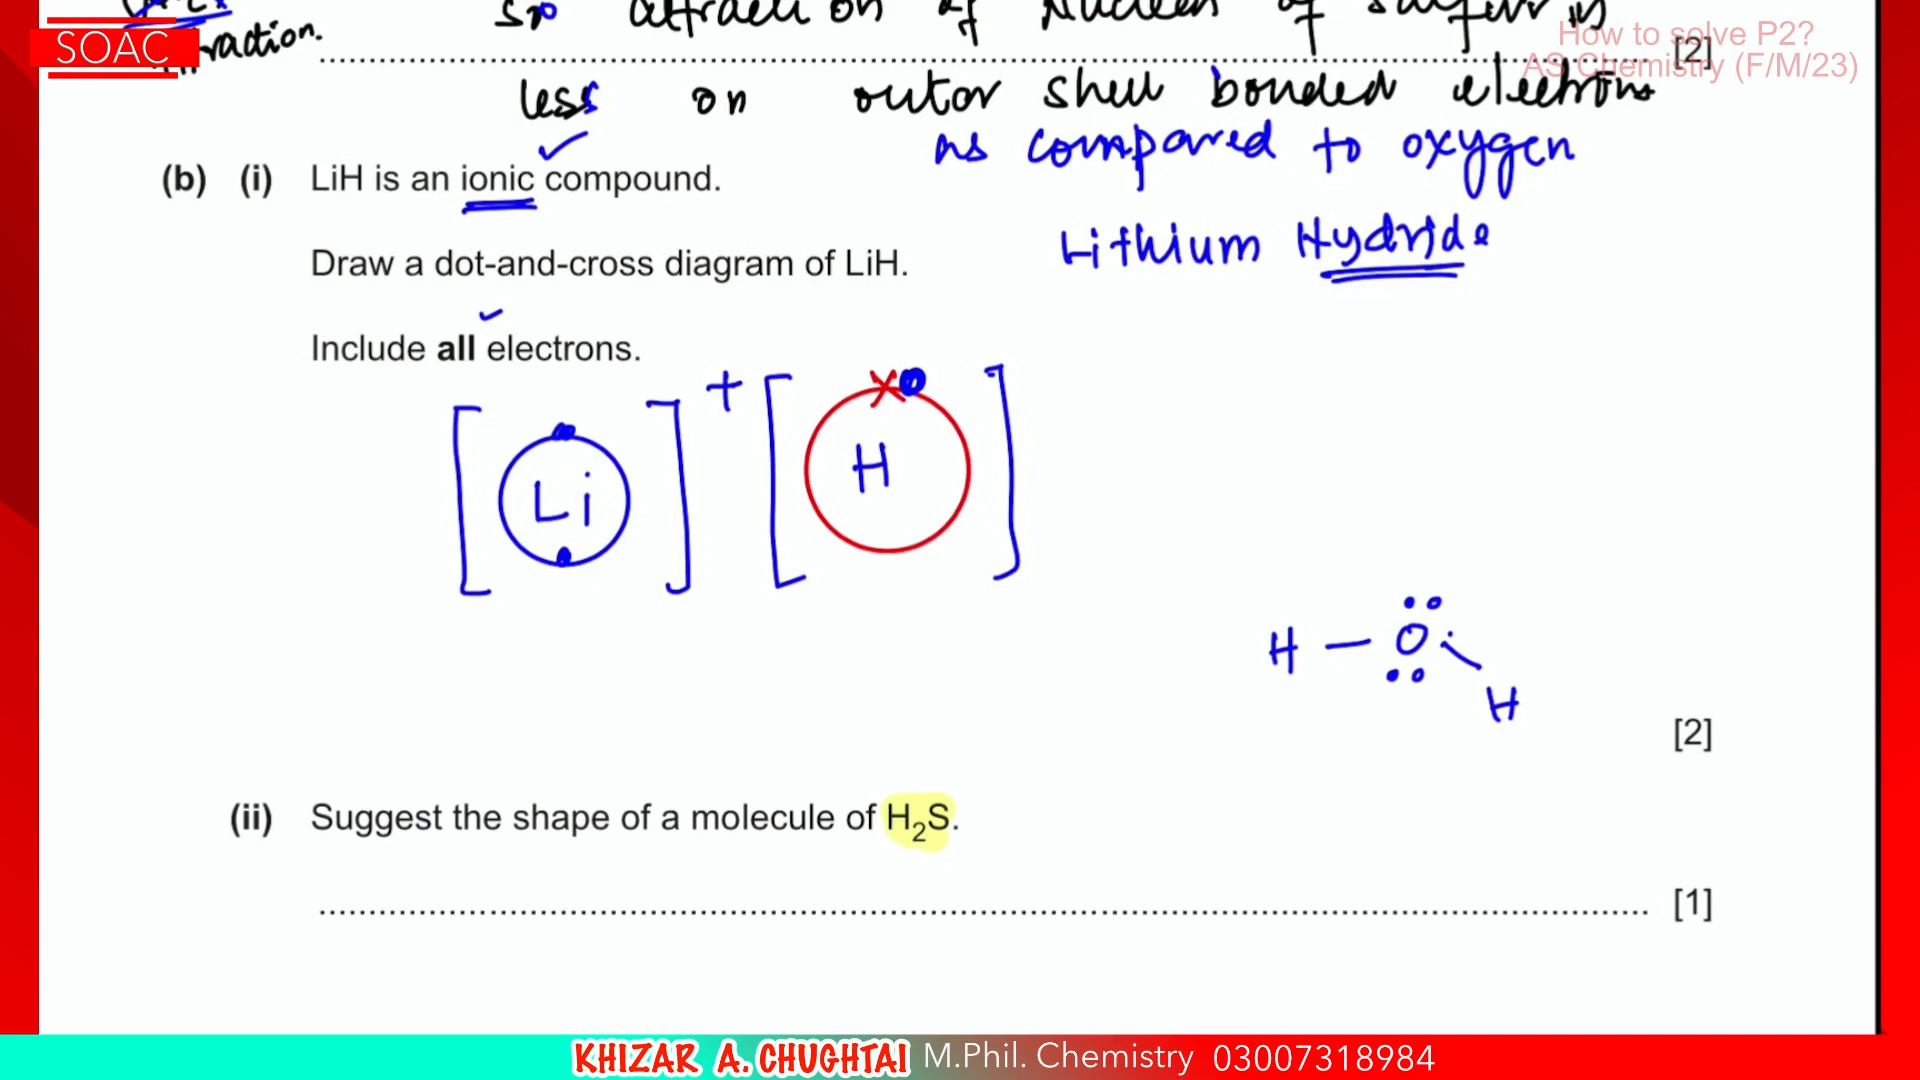 so attraction of Nucleus of sulfur is
SOAC
raction.
How to solve P2?
[2]
AS Chemistry (F/M/23)
less on outor shell bonded electrons
as compared to oxygen
(b) (i) LiH is an ionic compound.
Lithium Hydride
Draw a dot-and-cross diagram of LiH.
Include all electrons.
[ Li ]+ [ H ]
H – O
H
[2]
(ii) Suggest the shape of a molecule of H₂S.
[1]
KHIZAR A. CHUGHTAI M.Phil. Chemistry 03007318984